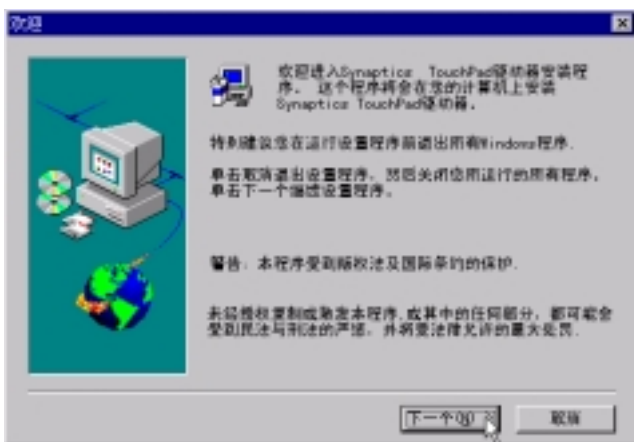 欢迎
欢迎进入Synaptics TouchPad驱动器安装程
序。 这个程序将会在您的计算机上安装
Synaptics TouchPad驱动器。
特别建议您在运行设置程序前退出所有Windows程序.
单击取消退出设置程序，然后关闭您所运行的所有程序。
单击下一个继续设置程序。
警告: 本程序受到版权法及国际条约的保护.
未经授权复制或散发本程序,或其中的任何部分，都可能会
受到民法与刑法的严惩，并将受法律允许的重大处罚.
下一个(N) >
取消